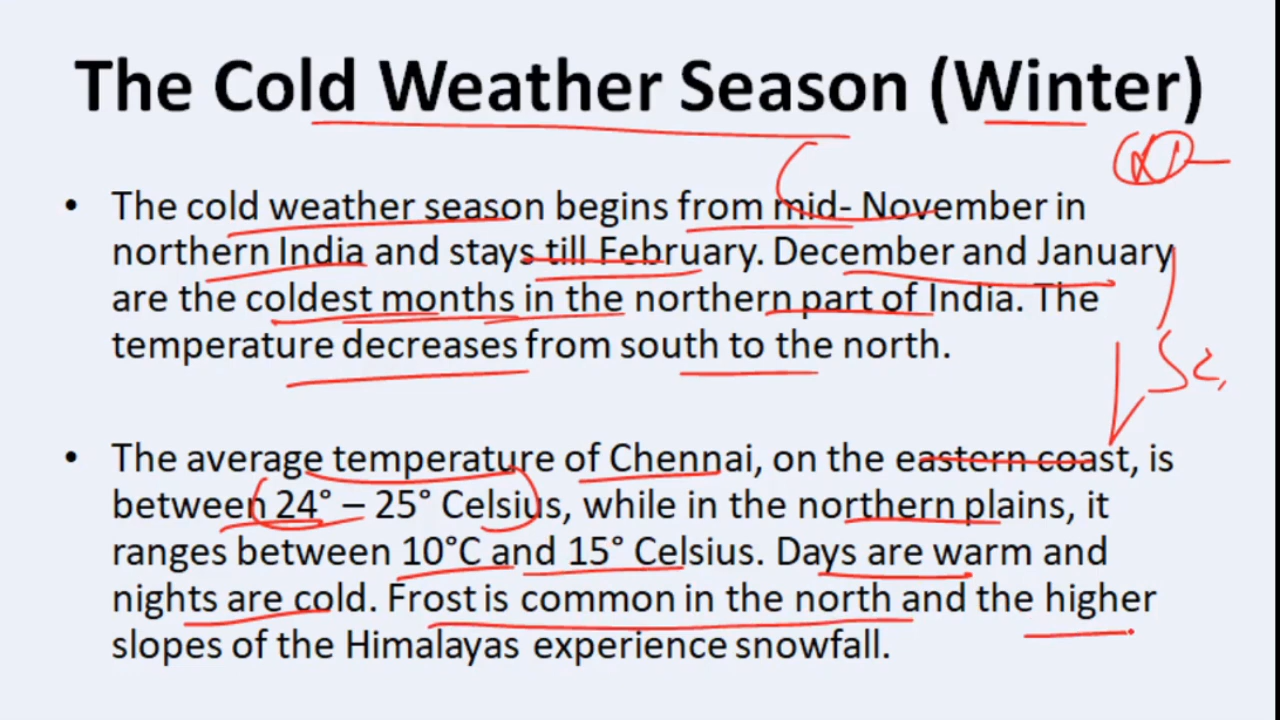 The Cold Weather Season (Winter)
• The cold weather season begins from mid- November in
northern India and stays till February. December and January
are the coldest months in the northern part of India. The
temperature decreases from south to the north.
• The average temperature of Chennai, on the eastern coast, is
between 24° – 25° Celsius, while in the northern plains, it
ranges between 10°C and 15° Celsius. Days are warm and
nights are cold. Frost is common in the north and the higher
slopes of the Himalayas experience snowfall.